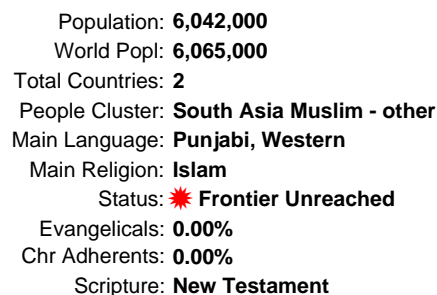 Population: 6,042,000
World Popl: 6,065,000
Total Countries: 2
People Cluster: South Asia Muslim - other
Main Language: Punjabi, Western
Main Religion: Islam
Status: Frontier Unreached
Evangelicals: 0.00%
Chr Adherents: 0.00%
Scripture: New Testament